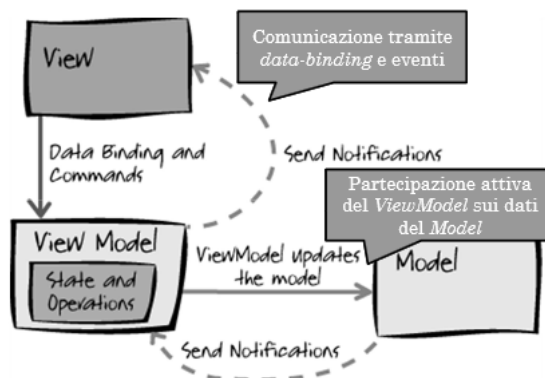 View
Comunicazione tramite
data-binding e eventi
Data Binding and
Commands
Send Notifications
Partecipazione attiva
del ViewModel sui dati
del Model
View Model
State and
Operations
ViewModel Updates
the model
Model
Send Notifications